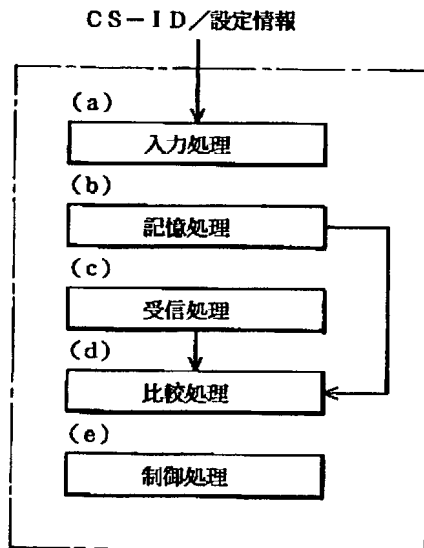 CS-ID/設定情報
(a)
入力処理
(b)
記憶処理
(c)
受信処理
(d)
比較処理
(e)
制御処理